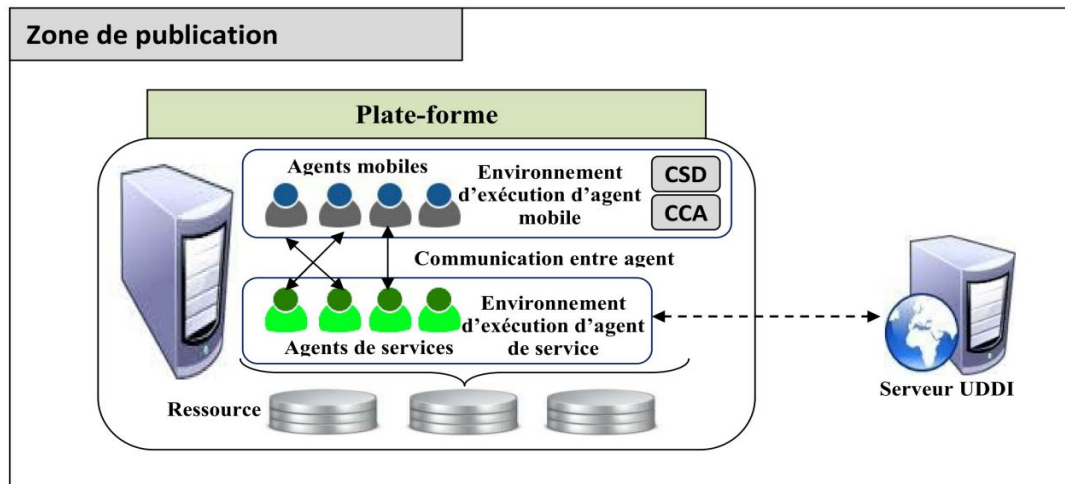 Zone de publication
Plate-forme
Agents mobiles
Environnement
d'exécution d'agent
mobile
CSD
CCA
Communication entre agent
Environnement
d'exécution d'agent
de service
Agents de services
Ressource
Serveur UDDI